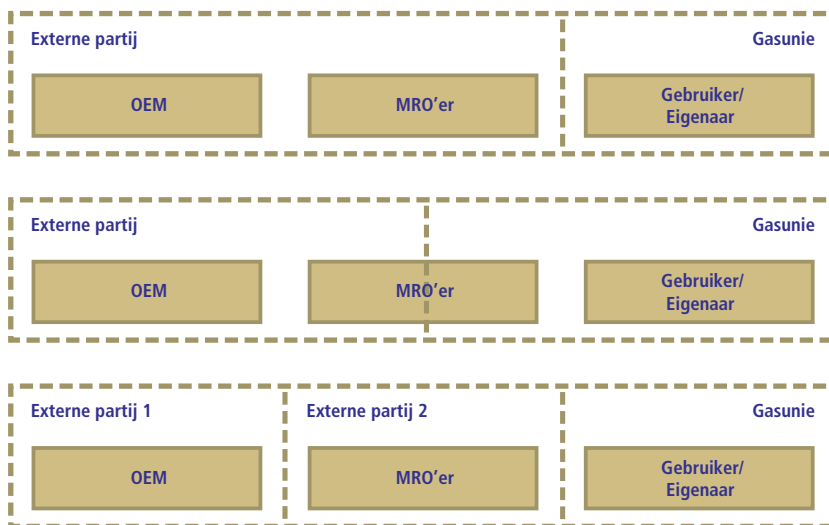 Externe partij
Gasunie
OEM
MRO'er
Gebruiker/
Eigenaar
Externe partij
Gasunie
OEM
MRO'er
Gebruiker/
Eigenaar
Externe partij 1
Externe partij 2
Gasunie
OEM
MRO'er
Gebruiker/
Eigenaar